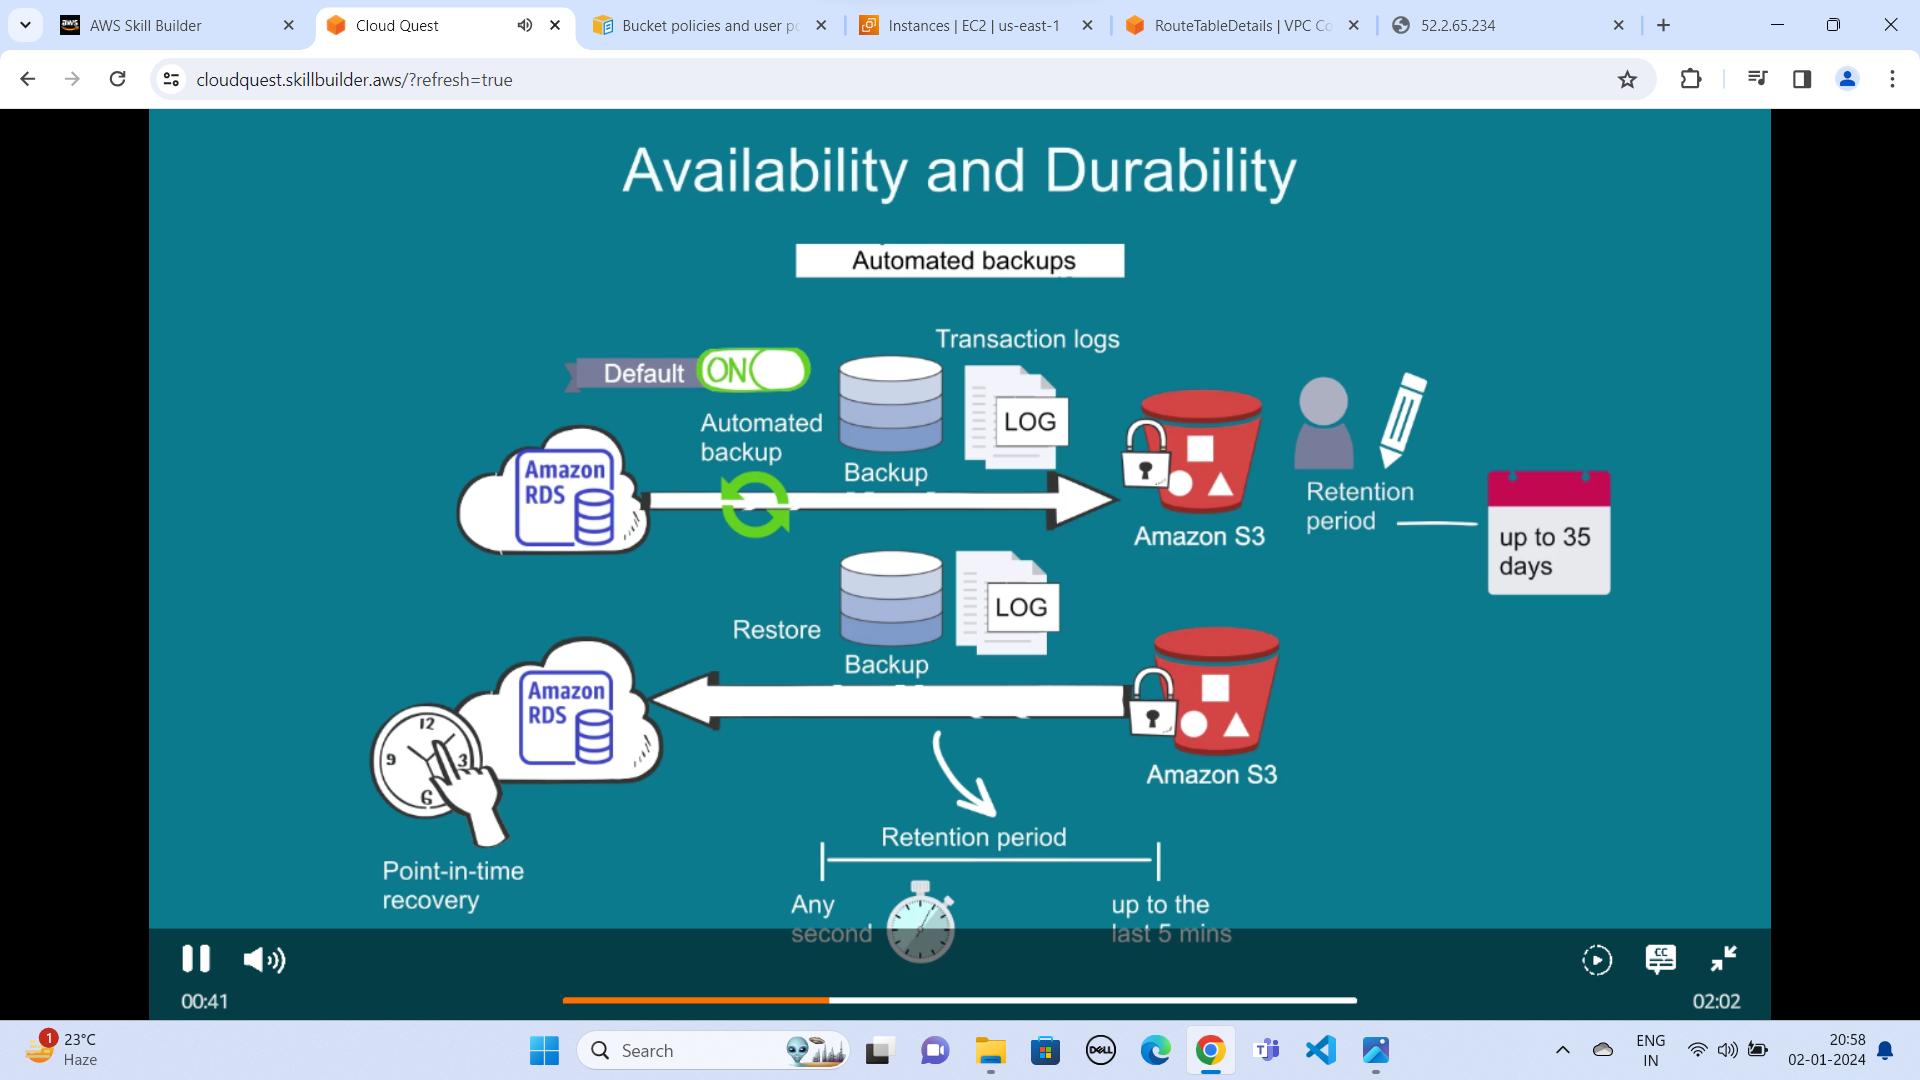 AWS Skill Builder
Cloud Quest
Bucket policies and user po
Instances | EC2 | us-east-1
RouteTableDetails | VPC Co
52.2.65.234
cloudquest.skillbuilder.aws/?refresh=true
Availability and Durability
Automated backups
Transaction logs
Default ON
Automated
backup
LOG
Backup
Amazon
RDS
Amazon S3
Retention
period
up to 35
days
Restore
LOG
Backup
Amazon
RDS
12
3
6
9
Amazon S3
Retention period
Point-in-time
recovery
Any
second
up to the
last 5 mins
CC
00:41
02:02
1
23°C
Haze
Search
DELL
ENG
IN
20:58
02-01-2024